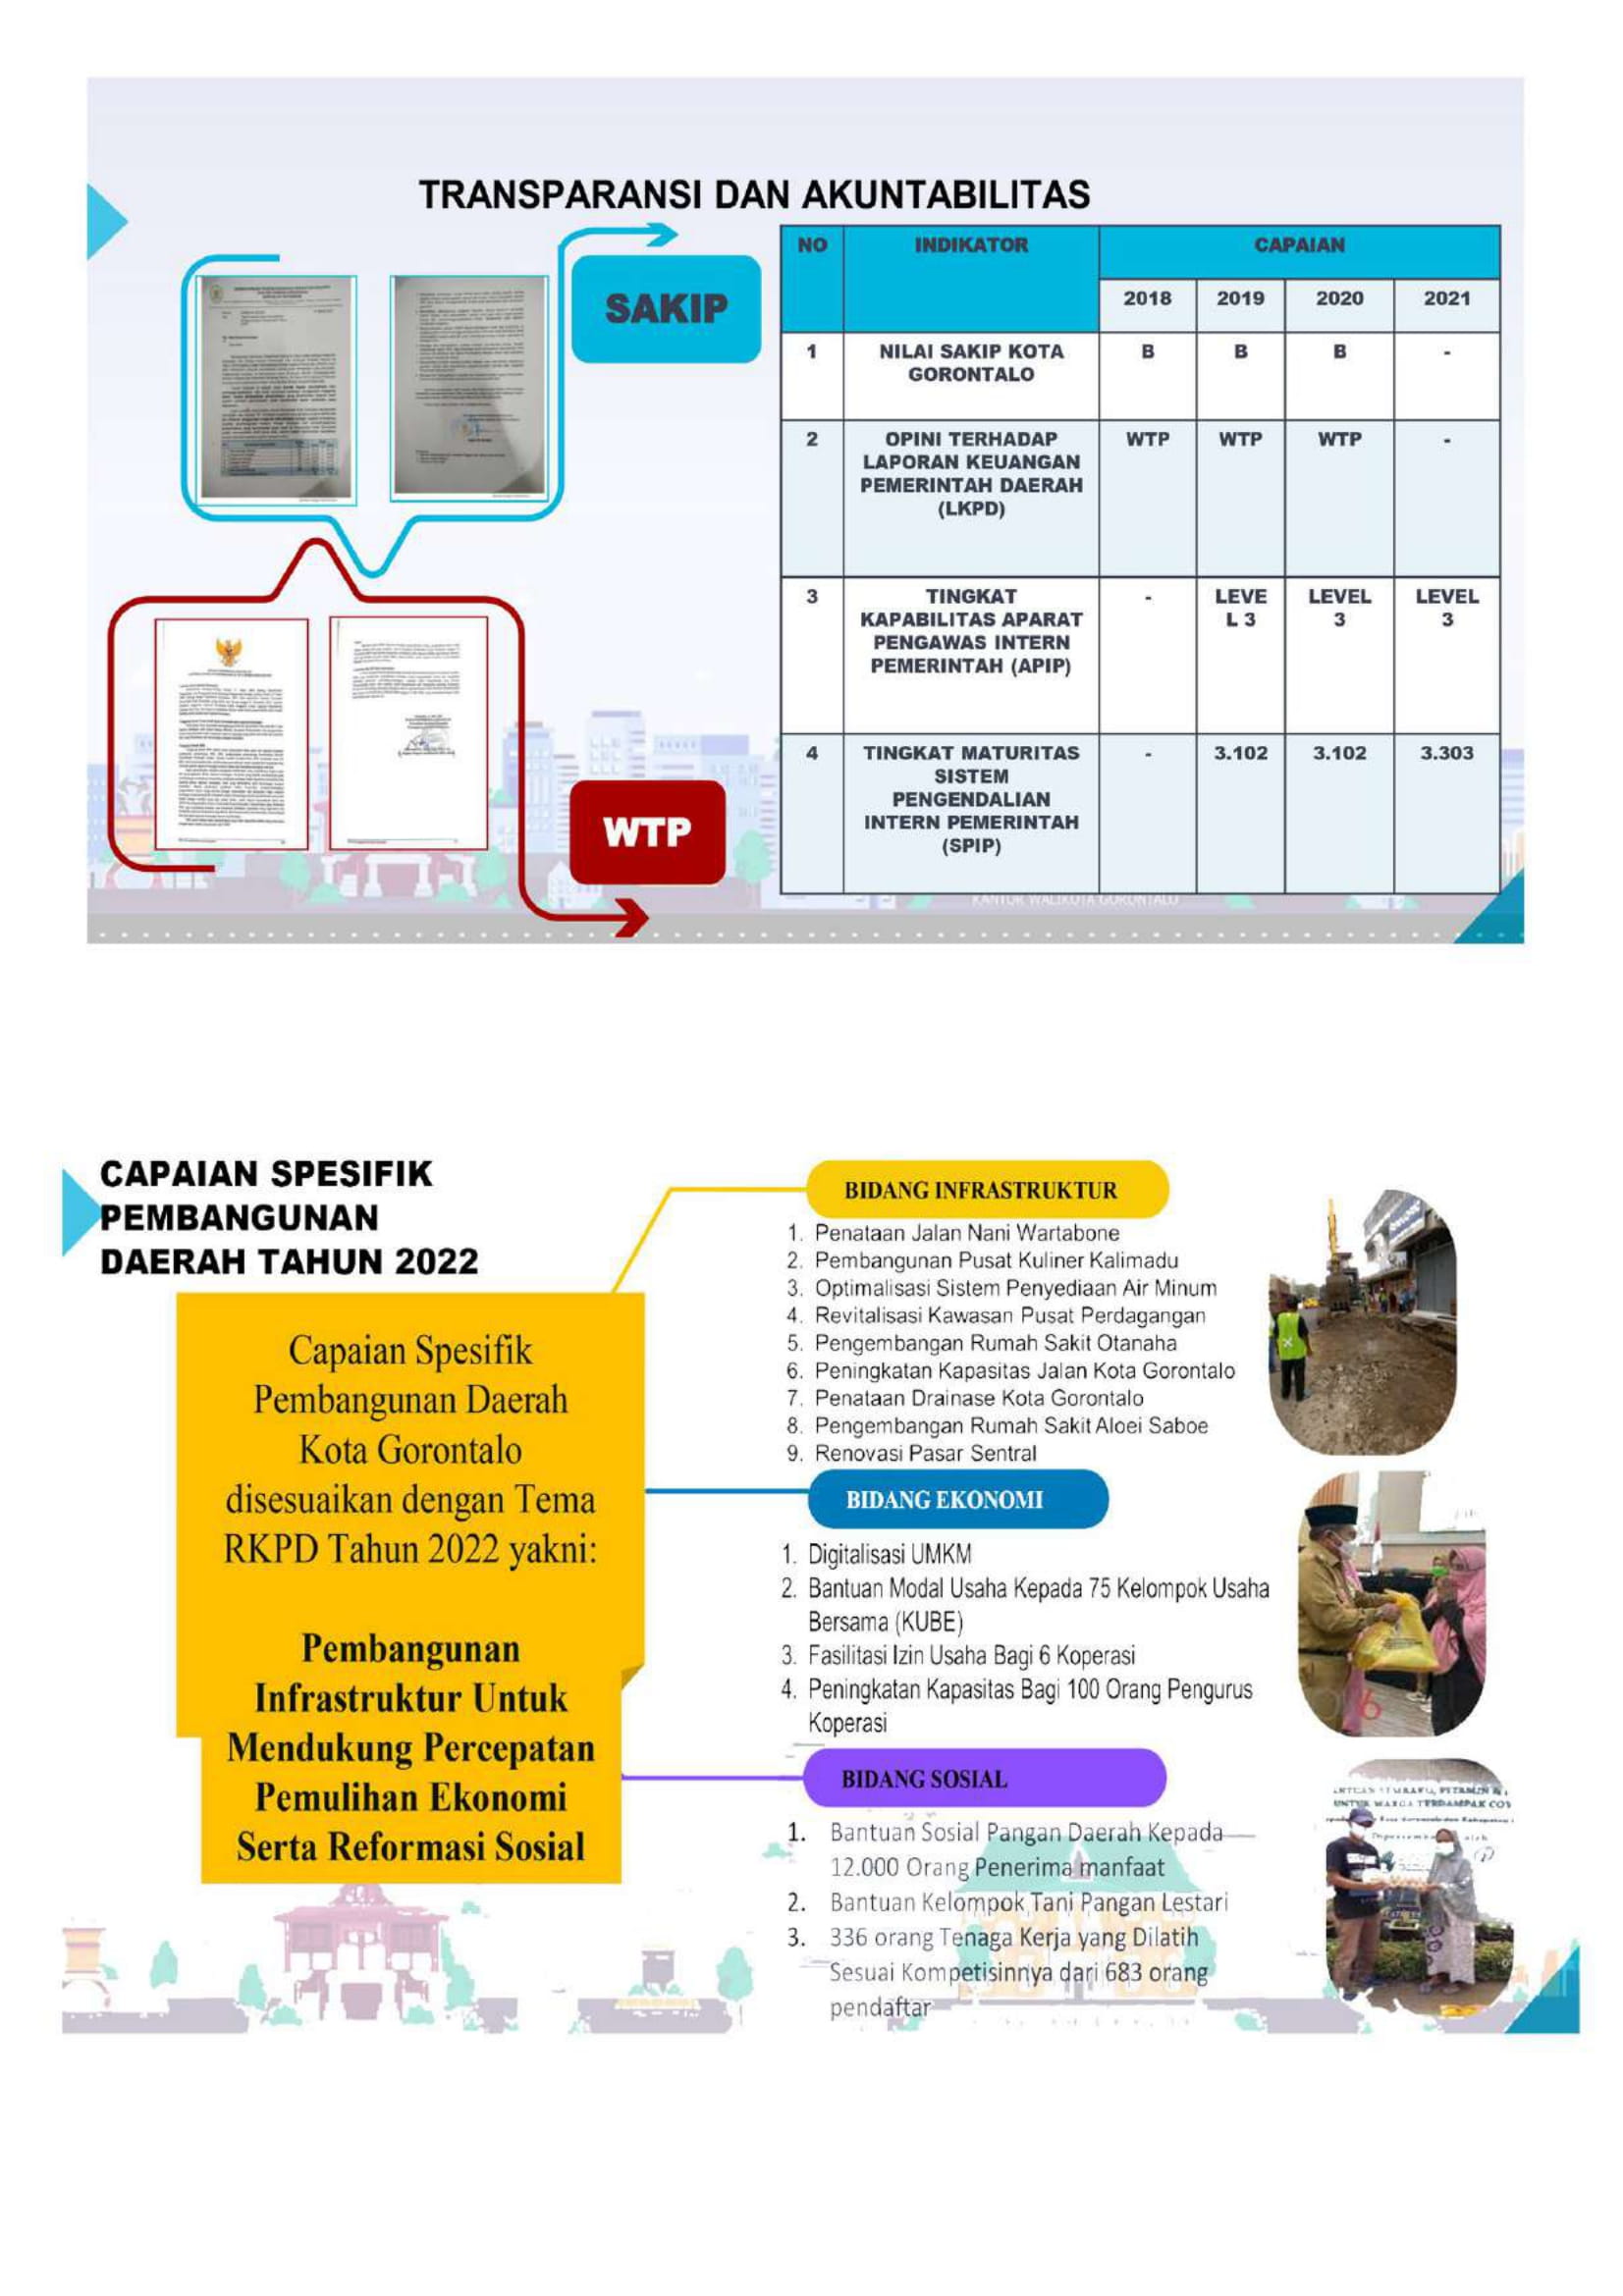 TRANSPARANSI DAN AKUNTABILITAS
SAKIP
WTP
NO
INDIKATOR
CAPAIAN
2018
2019
2020
2021
1
NILAI SAKIP KOTA
GORONTALO
B
B
B
-
2
OPINI TERHADAP
LAPORAN KEUANGAN
PEMERINTAH DAERAH
(LKPD)
WTP
WTP
WTP
-
3
TINGKAT
KAPABILITAS APARAT
PENGAWAS INTERN
PEMERINTAH (APIP)
-
LEVE
L 3
LEVEL
3
LEVEL
3
4
TINGKAT MATURITAS
SISTEM
PENGENDALIAN
INTERN PEMERINTAH
(SPIP)
-
3.102
3.102
3.303
KANTOR WALIKOTA GORONTALO
CAPAIAN SPESIFIK
PEMBANGUNAN
DAERAH TAHUN 2022
Capaian Spesifik
Pembangunan Daerah
Kota Gorontalo
disesuaikan dengan Tema
RKPD Tahun 2022 yakni:
Pembangunan
Infrastruktur Untuk
Mendukung Percepatan
Pemulihan Ekonomi
Serta Reformasi Sosial
BIDANG INFRASTRUKTUR
1. Penataan Jalan Nani Wartabone
2. Pembangunan Pusat Kuliner Kalimadu
3. Optimalisasi Sistem Penyediaan Air Minum
4. Revitalisasi Kawasan Pusat Perdagangan
5. Pengembangan Rumah Sakit Otanaha
6. Peningkatan Kapasitas Jalan Kota Gorontalo
7. Penataan Drainase Kota Gorontalo
8. Pengembangan Rumah Sakit Aloei Saboe
9. Renovasi Pasar Sentral
BIDANG EKONOMI
1. Digitalisasi UMKM
2. Bantuan Modal Usaha Kepada 75 Kelompok Usaha
Bersama (KUBE)
3. Fasilitasi Izin Usaha Bagi 6 Koperasi
4. Peningkatan Kapasitas Bagi 100 Orang Pengurus
Koperasi
BIDANG SOSIAL
1. Bantuan Sosial Pangan Daerah Kepada
12.000 Orang Penerima manfaat
2. Bantuan Kelompok Tani Pangan Lestari
3. 336 orang Tenaga Kerja yang Dilatih
Sesuai Kompetisinnya dari 683 orang
pendaftar